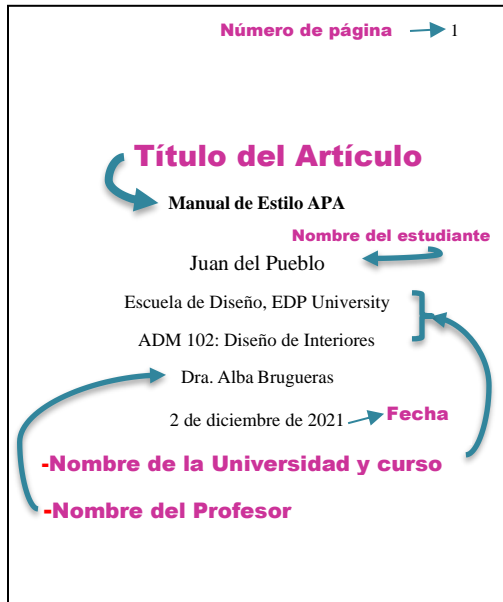 Número de página 1
Título del Artículo
Manual de Estilo APA
Nombre del estudiante
Juan del Pueblo
Escuela de Diseño, EDP University
ADM 102: Diseño de Interiores
Dra. Alba Brugueras
2 de diciembre de 2021 Fecha
-Nombre de la Universidad y curso
-Nombre del Profesor